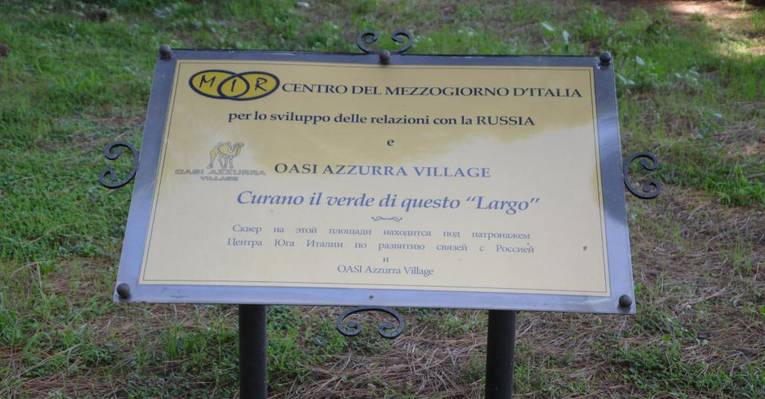 MIR CENTRO DEL MEZZOGIORNO D'ITALIA
per lo sviluppo delle relazioni con la RUSSIA
e
OASI AZZURRA VILLAGE
OASI AZZURRA
VILLAGE
Curano il verde di questo “Largo”
Сквер на этой площади находится под патронажем
Центра Юга Италии по развитию связей с Россией
и
OASI Azzurra Village